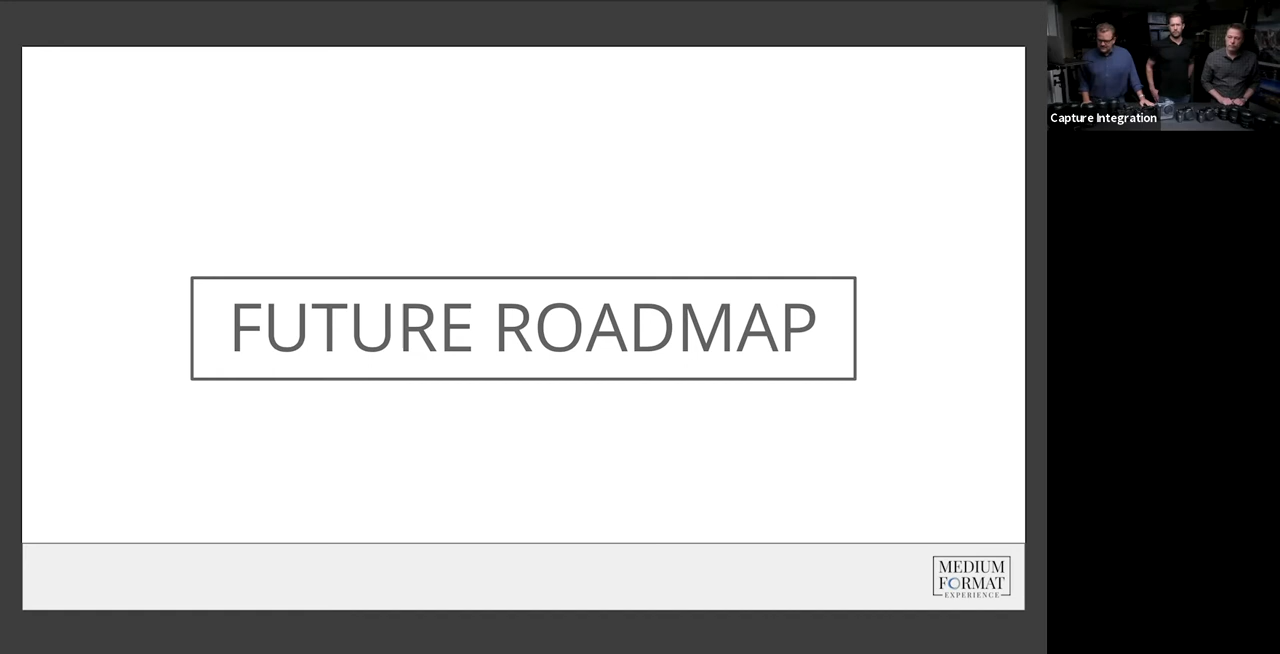 FUTURE ROADMAP
MEDIUM
FORMAT
EXPERIENCE
Capture Integration